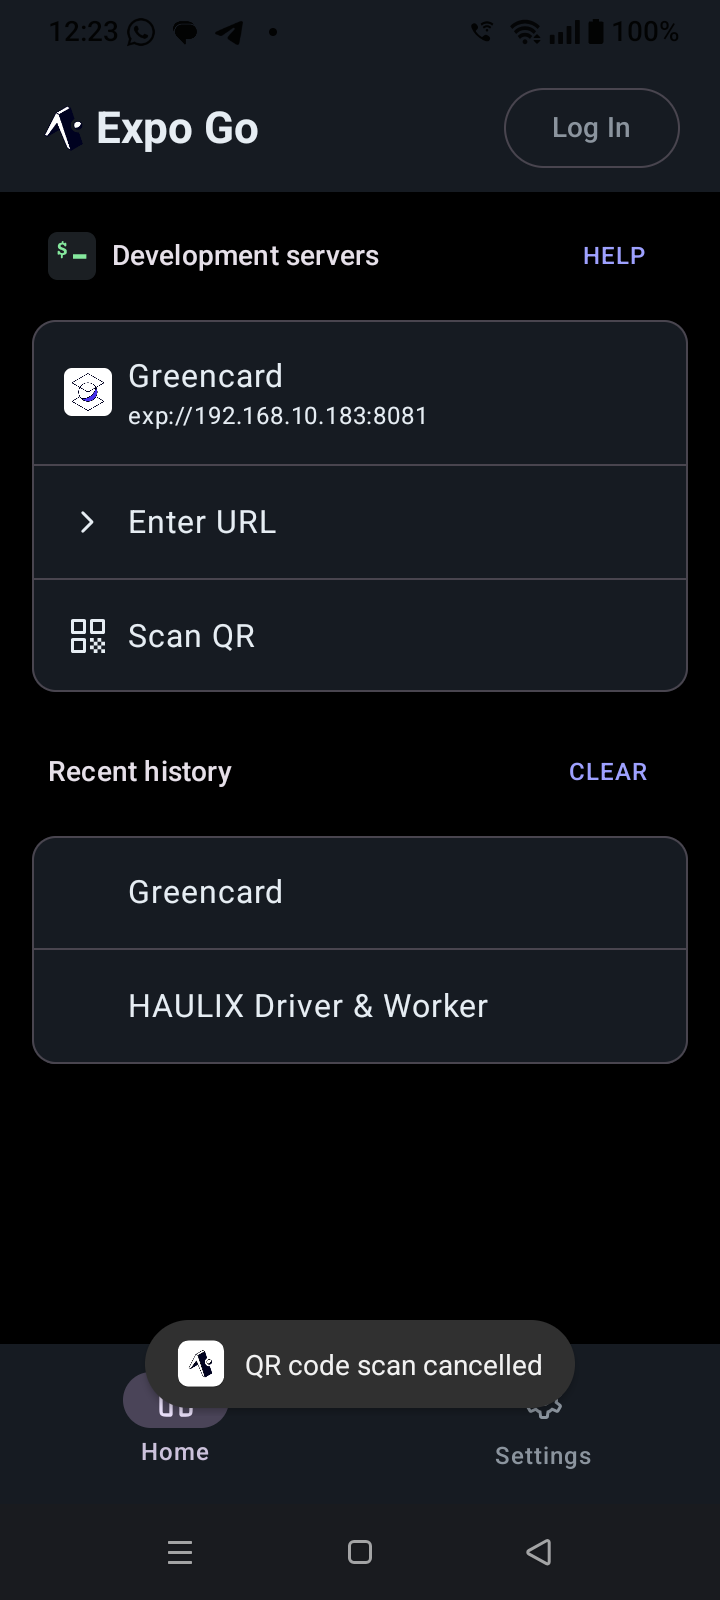 12:23
100%
Expo Go
Log In
$
Development servers
HELP
Greencard
exp://192.168.10.183:8081
Enter URL
Scan QR
Recent history
CLEAR
Greencard
HAULIX Driver & Worker
QR code scan cancelled
Home
Settings